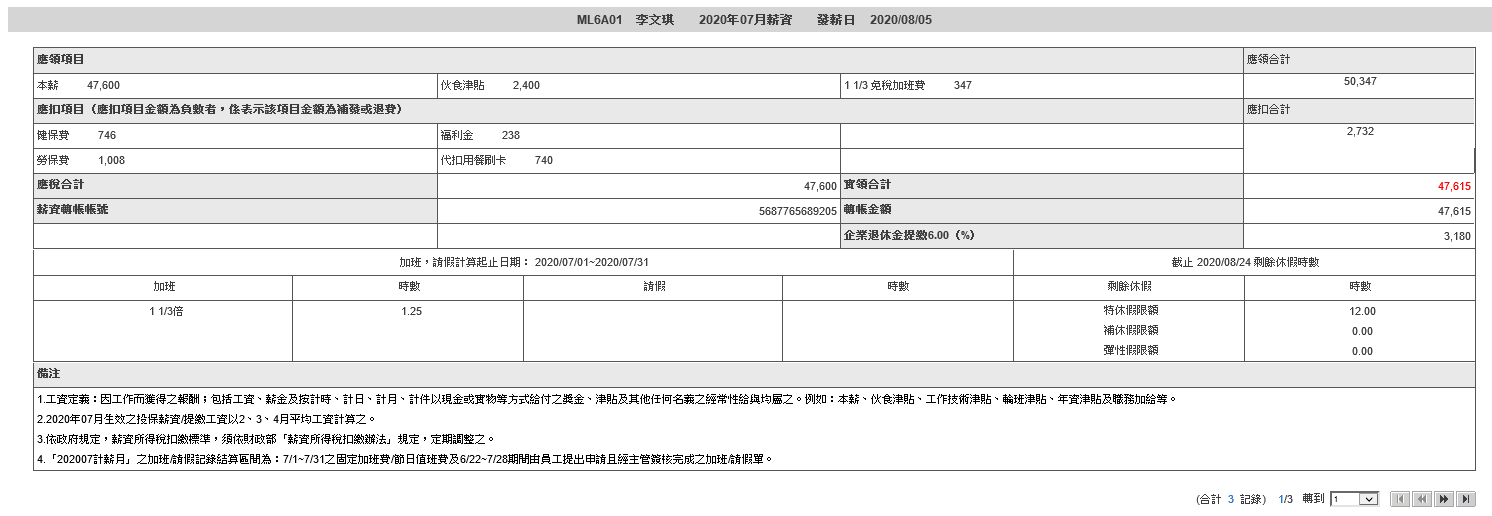 ML6A01 李文琪 2020年07月薪資 發薪日 2020/08/05
應領項目 應領合計
本薪 47,600 伙食津貼 2,400 1 1/3 免稅加班費 347 50,347
應扣項目（應扣項目金額為負數者，係表示該項目金額為補發或退費） 應扣合計
健保費 746 福利金 238 2,732
勞保費 1,008 代扣用餐刷卡 740
應稅合計 47,600 實領合計 47,615
薪資轉帳帳號 5687765689205 轉帳金額 47,615
企業退休金提繳6.00（%） 3,180
加班，請假計算起止日期： 2020/07/01~2020/07/31 截止 2020/08/24 剩餘休假時數
加班 時數 請假 時數 剩餘休假 時數
1 1/3倍 1.25 特休假限額 12.00
補休假限額 0.00
彈性假限額 0.00
備注
1.工資定義：因工作而獲得之報酬；包括工資、薪金及按計時、計日、計月、計件以現金或實物等方式給付之獎金、津貼及其他任何名義之經常性給與均屬之。例如：本薪、伙食津貼、工作技術津貼、輪班津貼、年資津貼及職務加給等。
2.2020年07月生效之投保薪資/提繳工資以2、3、4月平均工資計算之。
3.依政府規定，薪資所得稅扣繳標準，須依財政部「薪資所得稅扣繳辦法」規定，定期調整之。
4.「202007計薪月」之加班/請假記錄結算區間為：7/1~7/31之固定加班費/節日值班費及6/22~7/28期間由員工提出申請且經主管簽核完成之加班/請假單。
(合計 3 記錄) 1/3 轉到 1